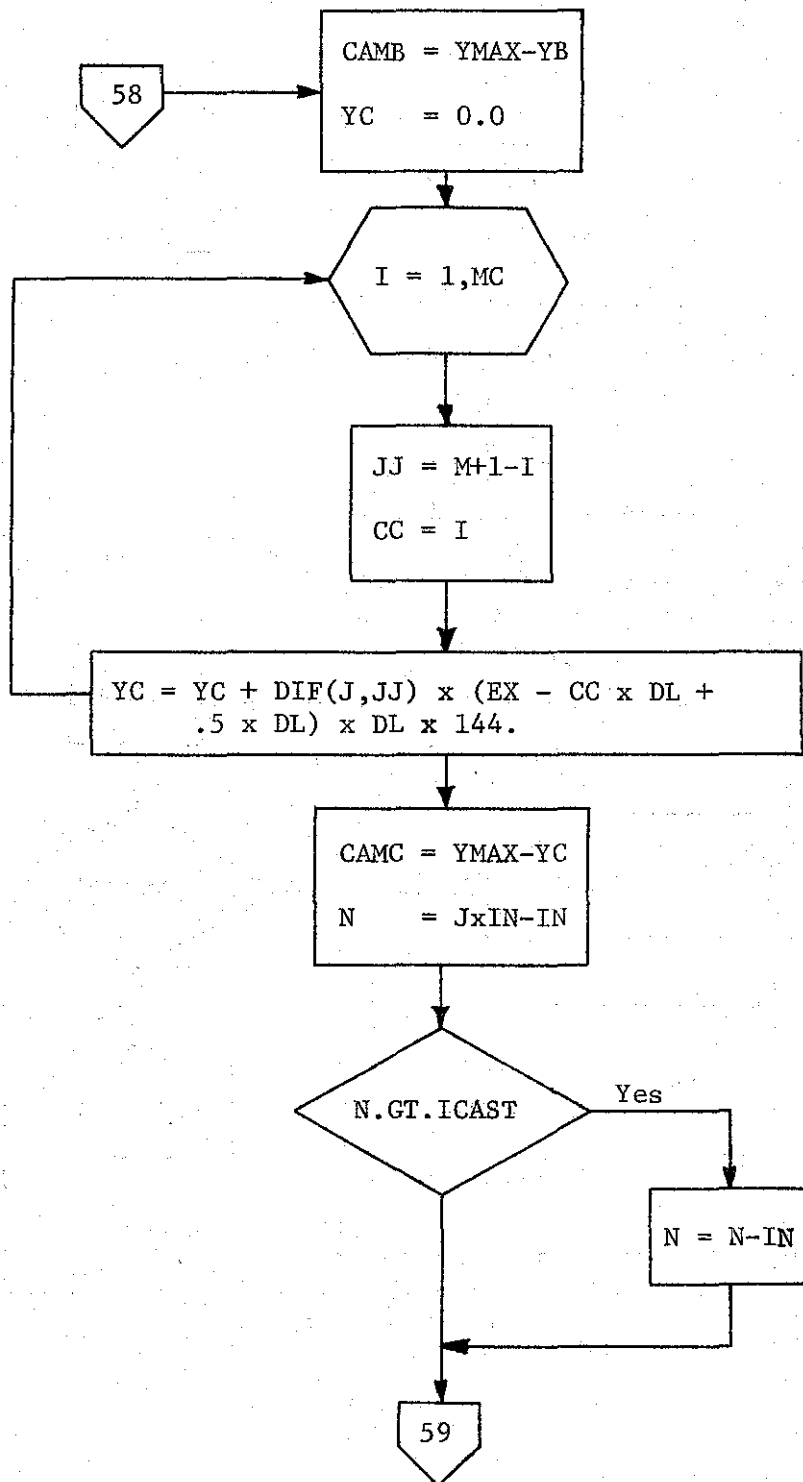 58
CAMB = YMAX-YB
YC = 0.0
I = 1,MC
JJ = M+1-I
CC = I
YC = YC + DIF(J,JJ) x (EX - CC x DL +
.5 x DL) x DL x 144.
CAMC = YMAX-YC
N = JxIN-IN
N.GT.ICAST
Yes
N = N-IN
59